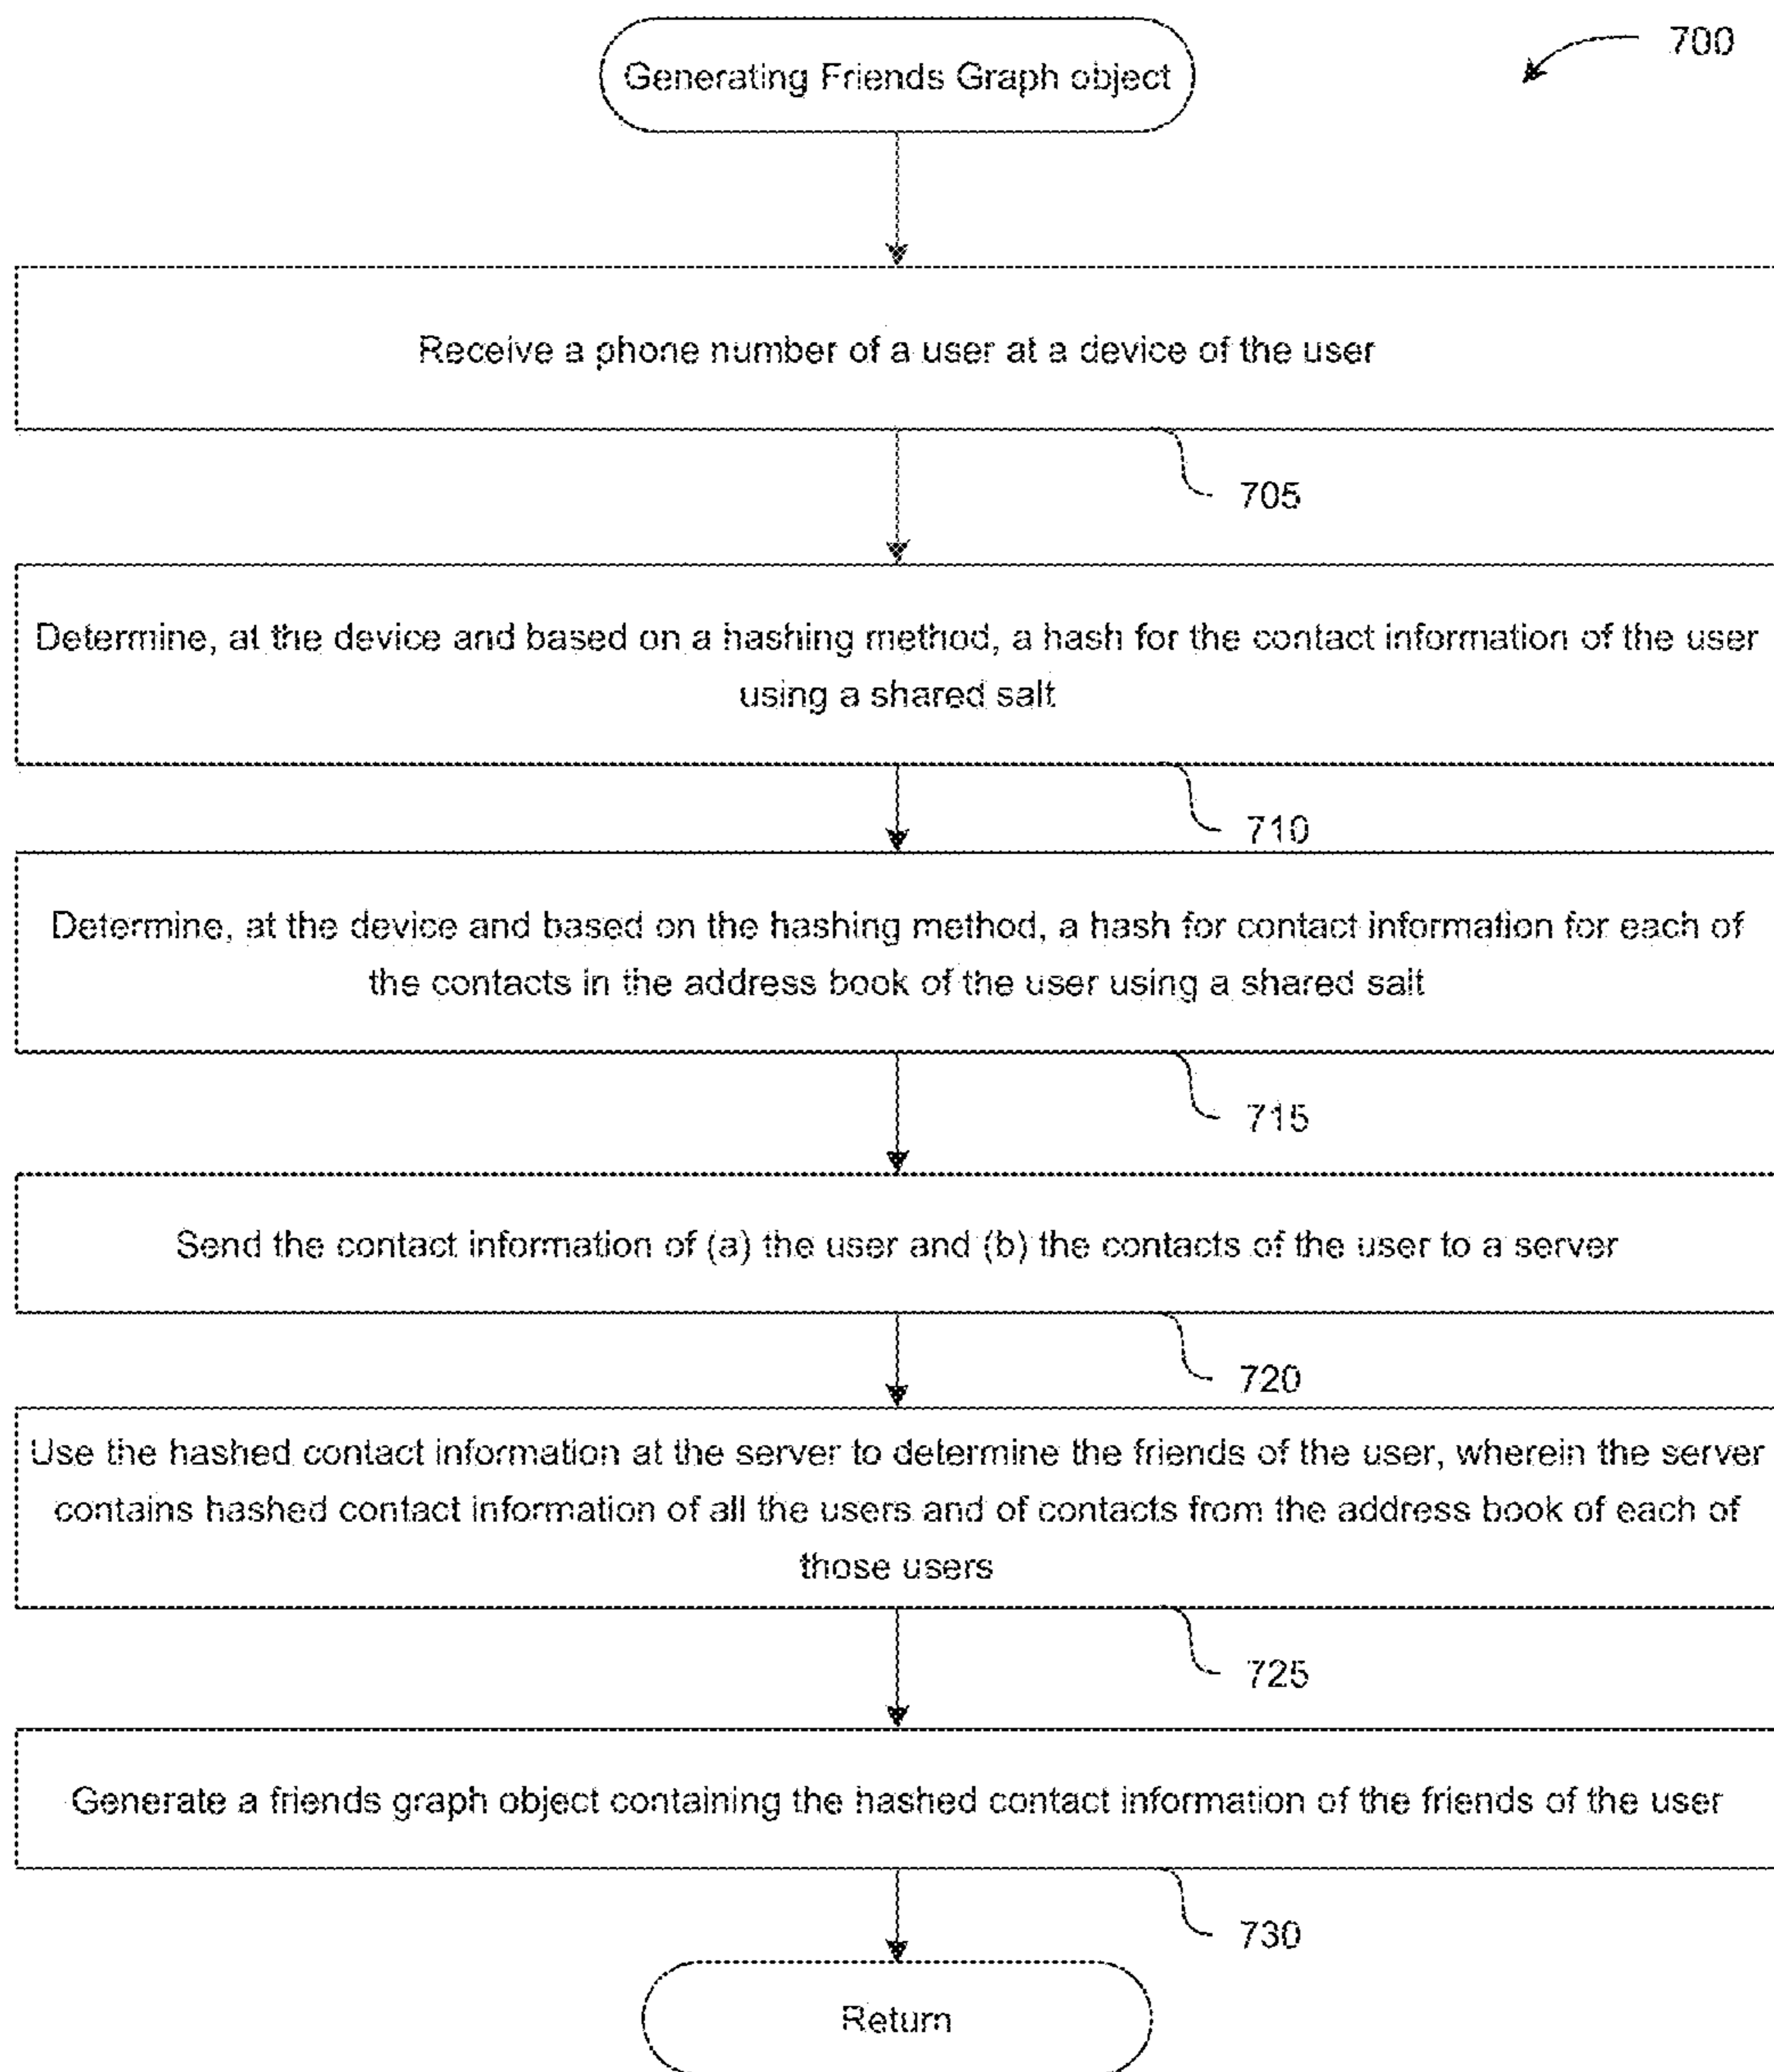 Generating Friends Graph object
700
Receive a phone number of a user at a device of the user
705
Determine, at the device and based on a hashing method, a hash for the contact information of the user
using a shared salt
710
Determine, at the device and based on the hashing method, a hash for contact information for each of
the contacts in the address book of the user using a shared salt
715
Send the contact information of (a) the user and (b) the contacts of the user to a server
720
Use the hashed contact information at the server to determine the friends of the user, wherein the server
contains hashed contact information of all the users and of contacts from the address book of each of
those users
725
Generate a friends graph object containing the hashed contact information of the friends of the user
730
Return